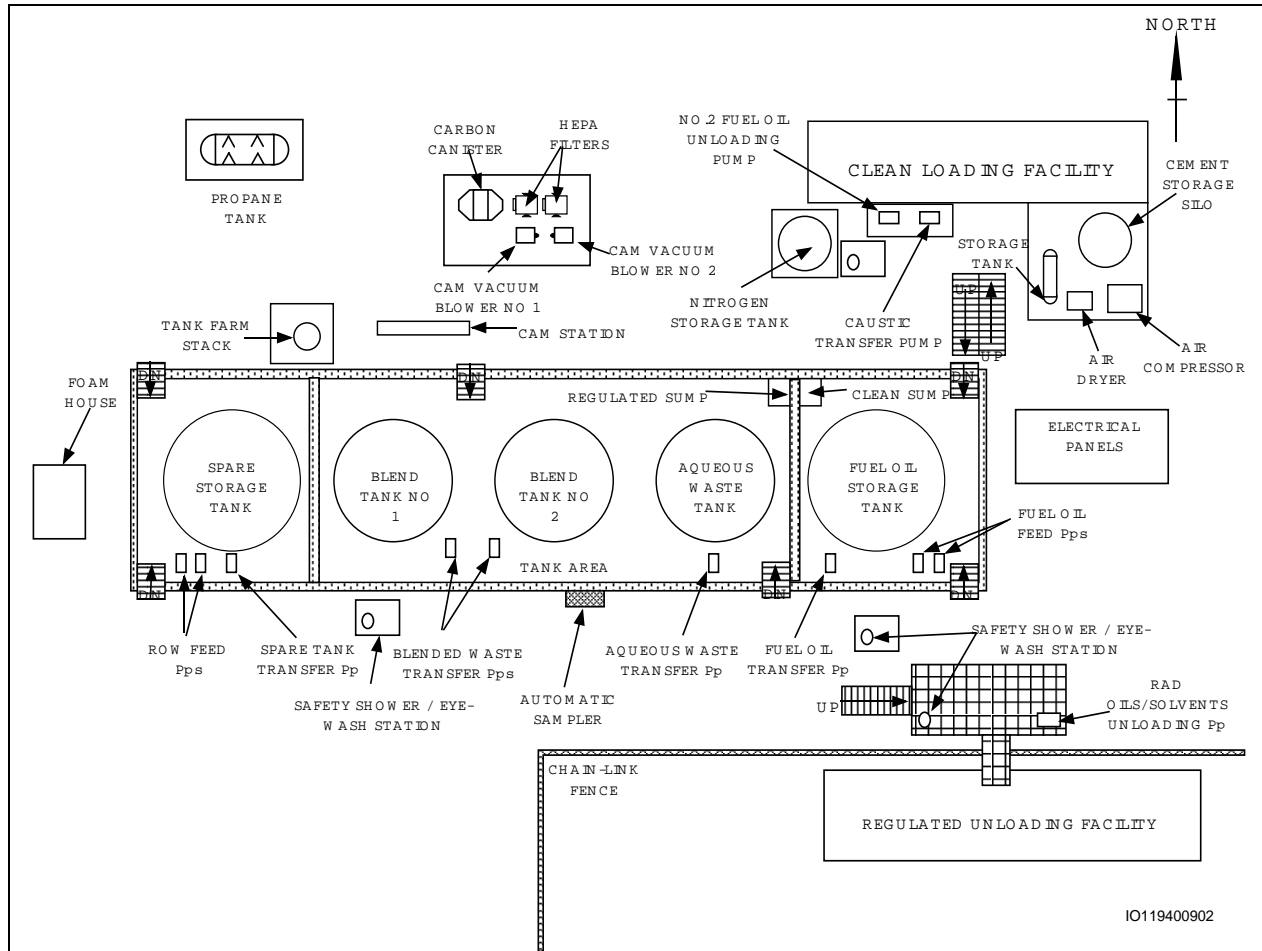 NORTH
CARBON
CANISTER
HEPA
FILTERS
NO.2 FUEL OIL
UNLOADING
PUMP
CLEAN LOADING FACILITY
CEMENT
STORAGE
SILO
PROPANE
TANK
STORAGE
TANK
CAM VACUUM
BLOWER NO 2
CAM VACUUM
BLOWER NO 1
NITROGEN
STORAGE TANK
CAUSTIC
TRANSFER PUMP
UP
UP
TANK FARM
STACK
CAM STATION
AIR
DRYER
AIR
COMPRESSOR
FOAM
HOUSE
DN
DN
DN
REGULATED SUMP
CLEAN SUMP
ELECTRICAL
PANELS
SPARE
STORAGE
TANK
BLEND
TANK NO
1
BLEND
TANK NO
2
AQUEOUS
WASTE
TANK
FUEL OIL
STORAGE
TANK
FUEL OIL
FEED Pps
TANK AREA
DN
DN
DN
ROW FEED
Pps
SPARE TANK
TRANSFER Pp
BLENDED WASTE
TRANSFER Pps
AQUEOUS WASTE
TRANSFER Pp
FUEL OIL
TRANSFER Pp
SAFETY SHOWER / EYE-
WASH STATION
SAFETY SHOWER / EYE-
WASH STATION
AUTOMATIC
SAMPLER
UP
RAD
OILS/SOLVENTS
UNLOADING Pp
CHAIN-LINK
FENCE
REGULATED UNLOADING FACILITY
IO119400902